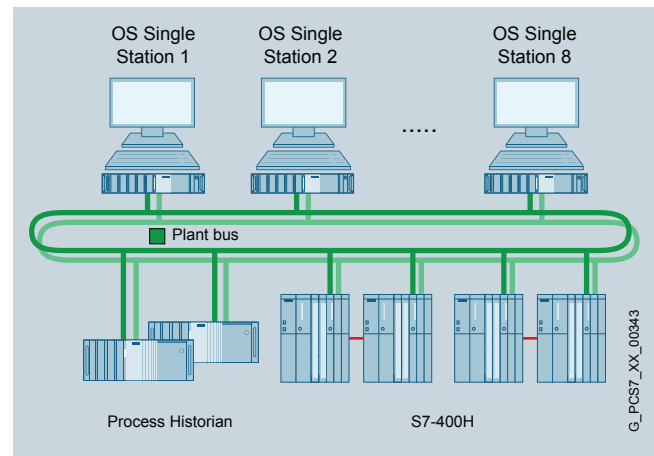 OS Single
Station 1
OS Single
Station 2
.....
OS Single
Station 8
Plant bus
Process Historian
S7-400H
G_PCS7_XX_00343